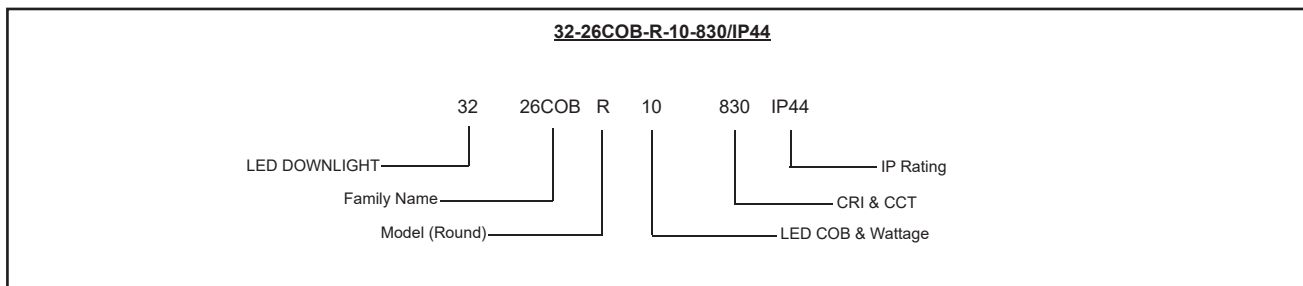 32-26COB-R-10-830/IP44
32 26COB R 10 830 IP44
LED DOWNLIGHT
IP Rating
Family Name
CRI & CCT
Model (Round)
LED COB & Wattage